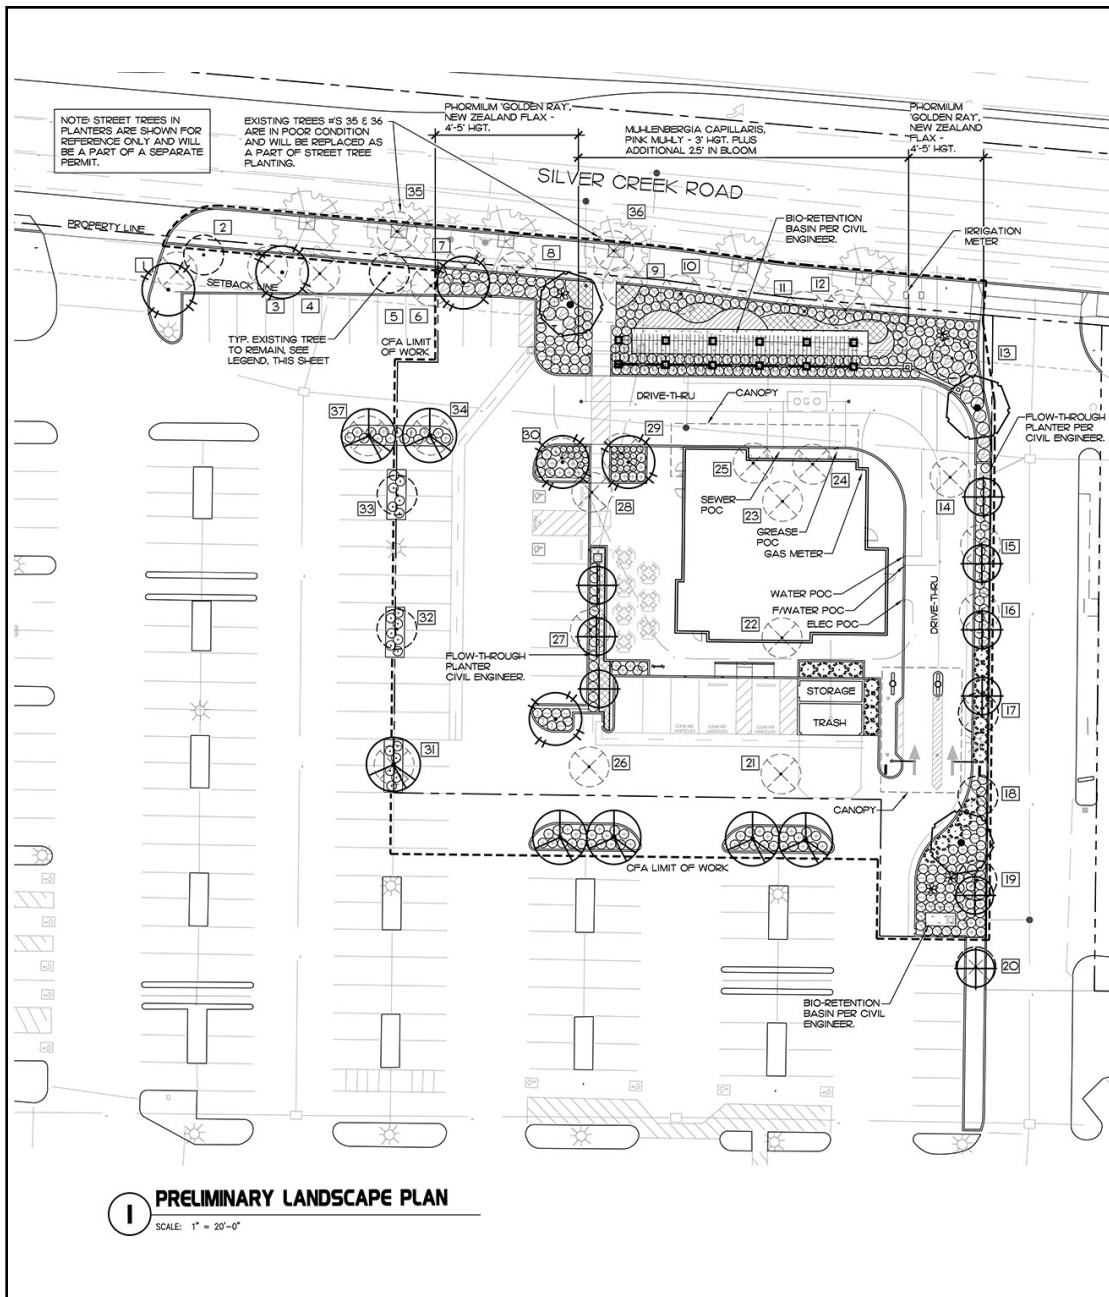 NOTE: STREET TREES IN
PLANTERS ARE SHOWN FOR
REFERENCE ONLY AND WILL
BE A PART OF A SEPARATE
PERMIT.
EXISTING TREES #'S 35 & 36
ARE IN POOR CONDITION
AND WILL BE REPLACED AS
A PART OF STREET TREE
PLANTING.
PHORMIUM 'GOLDEN RAY',
NEW ZEALAND FLAX -
4'-5' HGT.
MUHLENBERGIA CAPILLARIS,
PINK MUHLY - 3' HGT. PLUS
ADDITIONAL 2.5' IN BLOOM
PHORMIUM
'GOLDEN RAY',
NEW ZEALAND
FLAX -
4'-5' HGT.
SILVER CREEK ROAD
35
36
PROPERTY LINE
2
BIO-RETENTION
BASIN PER CIVIL
ENGINEER.
IRRIGATION
METER
1
7
8
9
10
11
12
SETBACK LINE
3
4
5
6
TYP. EXISTING TREE
TO REMAIN, SEE
LEGEND, THIS SHEET
CFA LIMIT
OF WORK
13
DRIVE-THRU
CANOPY
OGO
37
34
30
29
FLOW-THROUGH
PLANTER PER
CIVIL ENGINEER.
25
24
SEWER
POC
33
28
23
14
GREASE
POC
GAS METER
15
WATER POC
F/WATER POC
ELEC POC
DRIVE-THRU
16
32
27
22
FLOW-THROUGH
PLANTER
CIVIL ENGINEER.
STORAGE
TRASH
CLEAN AIR
CLEAN AIR
CLEAN AIR
17
31
26
21
18
CANOPY
CFA LIMIT OF WORK
19
20
BIO-RETENTION
BASIN PER CIVIL
ENGINEER.
1
PRELIMINARY LANDSCAPE PLAN
SCALE: 1" = 20'-0"